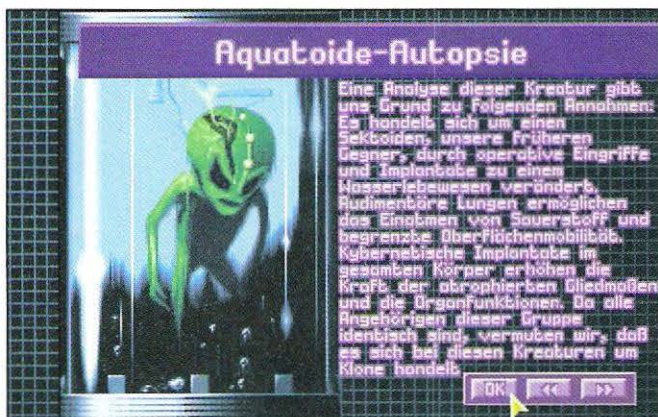 Aquatoide-Autopsie
Eine Analyse dieser Kreatur gibt
uns Grund zu folgenden Annahmen:
Es handelt sich um einen
Sektoiden, unsere früheren
Gegner, durch operative Eingriffe
und Implantate zu einem
Wasserlebewesen verändert.
Audimentäre Lungen ermöglichen
das Einatmen von Sauerstoff und
begrenzte Oberflächenmobilität.
Kybernetische Implantate im
gesamten Körper erhöhen die
Kraft der atrophierten Gliedmaßen
und die Organfunktionen. Da alle
Angehörigen dieser Gruppe
identisch sind, vermuten wir, daß
es sich bei diesen Kreaturen um
Klone handelt
OK << >>